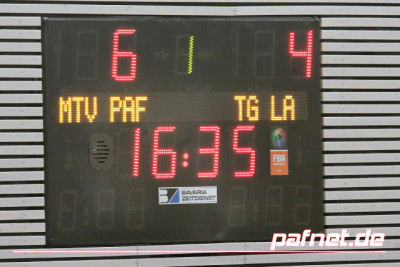 6 1 4
MTV PAF TG LA
16:35
FIBA
BAVARIA
ZEITDIENST
pafnet.de